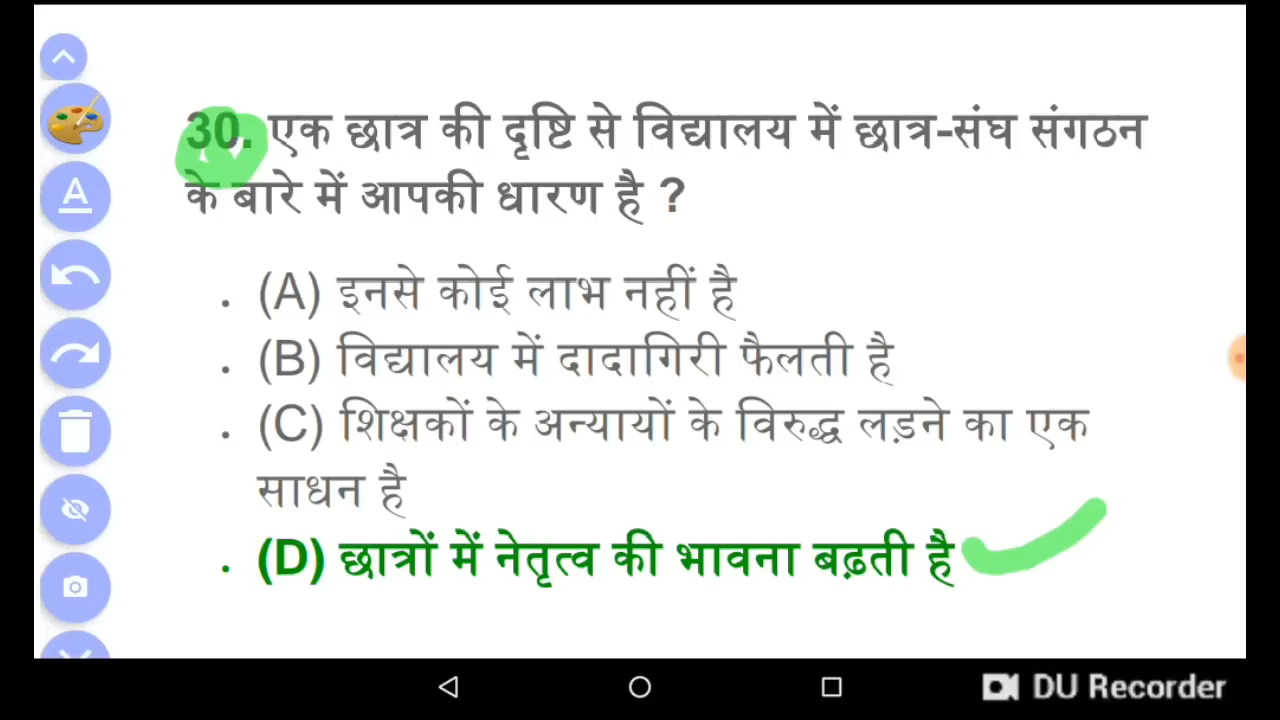 30. एक छात्र की दृष्टि से विद्यालय में छात्र-संघ संगठन
के बारे में आपकी धारण है ?
. (A) इनसे कोई लाभ नहीं है
. (B) विद्यालय में दादागिरी फैलती है
. (C) शिक्षकों के अन्यायों के विरुद्ध लड़ने का एक
साधन है
. (D) छात्रों में नेतृत्व की भावना बढ़ती है
DU Recorder